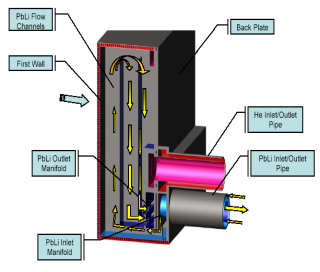 PbLi Flow
Channels
Back Plate
First Wall
He Inlet/Outlet
Pipe
PbLi Outlet
Manifold
PbLi Inlet/Outlet
Pipe
PbLi Inlet
Manifold